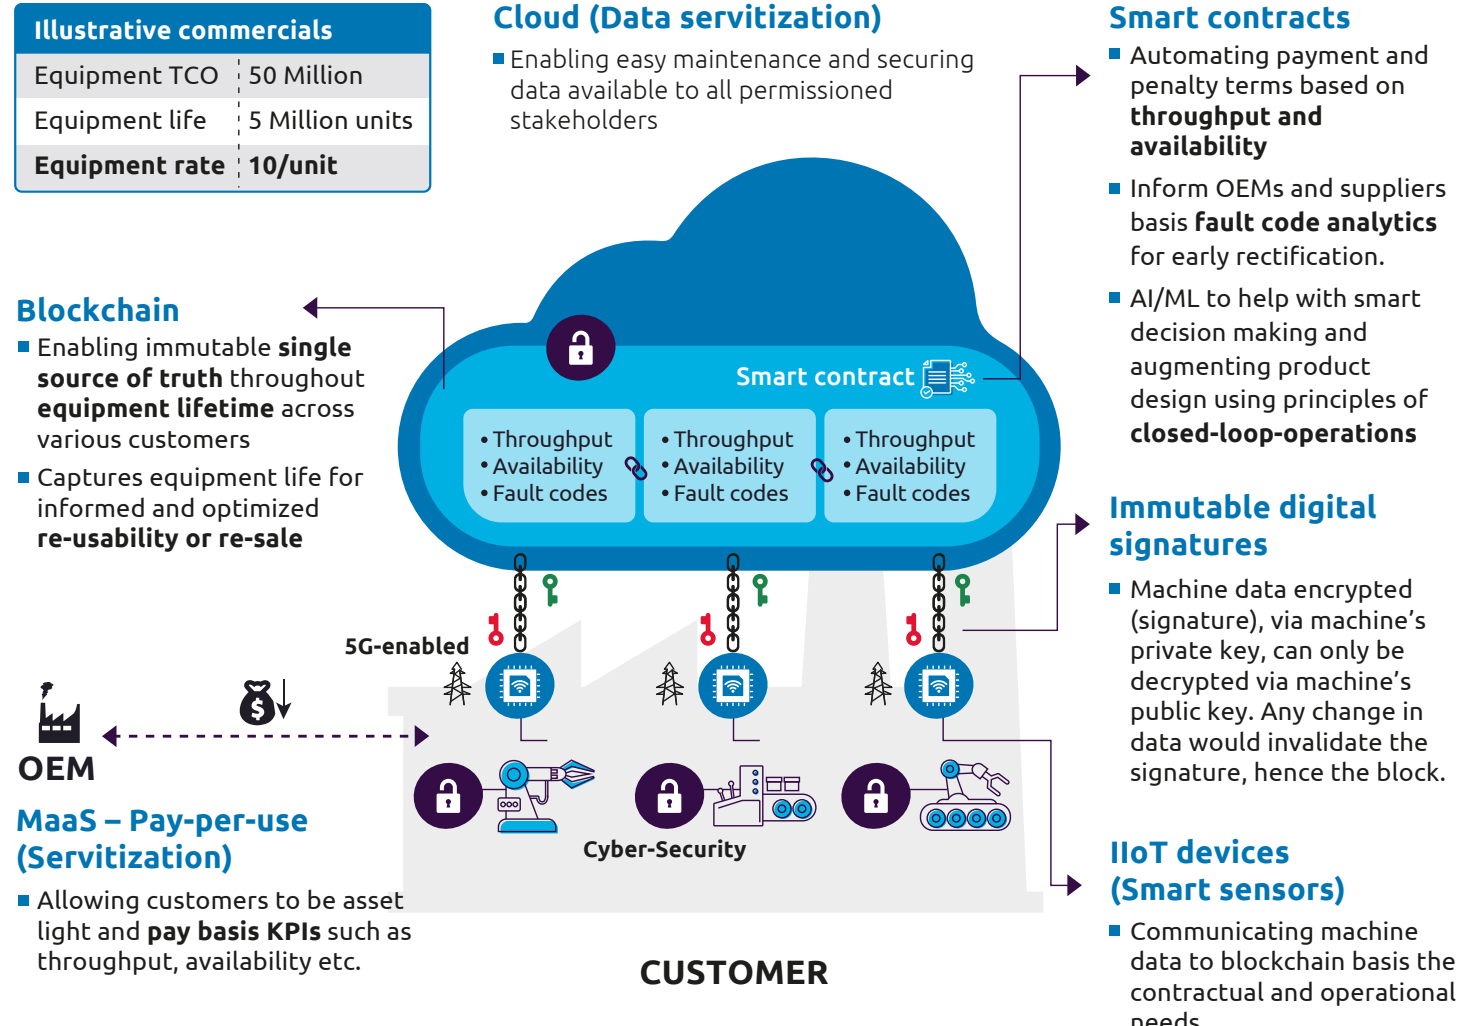 Illustrative commercials
Equipment TCO 50 Million
Equipment life 5 Million units
Equipment rate 10/unit
Cloud (Data servitization)
Enabling easy maintenance and securing
data available to all permissioned
stakeholders
Smart contracts
Automating payment and
penalty terms based on
throughput and
availability
Inform OEMs and suppliers
basis fault code analytics
for early rectification.
AI/ML to help with smart
decision making and
augmenting product
design using principles of
closed-loop-operations
Blockchain
Enabling immutable single
source of truth throughout
equipment lifetime across
various customers
Captures equipment life for
informed and optimized
re-usability or re-sale
Smart contract
• Throughput
• Availability
• Fault codes
• Throughput
• Availability
• Fault codes
• Throughput
• Availability
• Fault codes
Immutable digital
signatures
Machine data encrypted
(signature), via machine’s
private key, can only be
decrypted via machine’s
public key. Any change in
data would invalidate the
signature, hence the block.
5G-enabled
$
OEM
MaaS – Pay-per-use
(Servitization)
Allowing customers to be asset
light and pay basis KPIs such as
throughput, availability etc.
Cyber-Security
CUSTOMER
IIoT devices
(Smart sensors)
Communicating machine
data to blockchain basis the
contractual and operational
needs